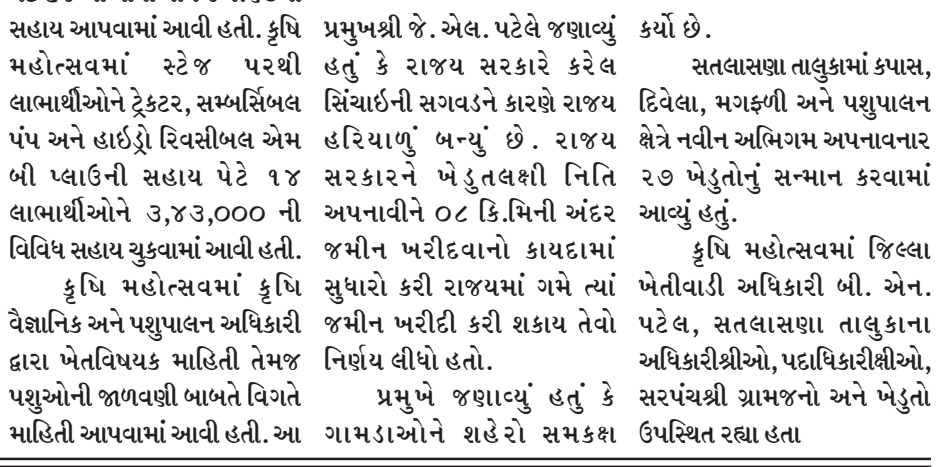 સહાય આપવામાં આવી હતી. કૃષિ
મહોત્સવમાં સ્ટેજ પરથી
લાભાર્થીઓને ટ્રેકટર, સમ્બર્સિબલ
પંપ અને હાઇડ્રો રિવસીબલ એમ
બી પ્લાઉની સહાય પેટે ૧૪
લાભાર્થીઓને ૩,૪૩,૦૦૦ ની
વિવિધ સહાય ચુકવામાં આવી હતી.
કૃષિ મહોત્સવમાં કૃષિ
વૈજ્ઞાનિક અને પશુપાલન અધિકારી
દ્વારા ખેતવિષયક માહિતી તેમજ
પશુઓની જાળવણી બાબતે વિગતે
માહિતી આપવામાં આવી હતી. આ
પ્રમુખશ્રી જે. એલ. પટેલે જણાવ્યું
હતું કે રાજય સરકારે કરેલ
સિંચાઇની સગવડને કારણે રાજય
હરિયાળું બન્યું છે. રાજય
સરકારને ખેડુતલક્ષી નિતિ
અપનાવીને ૦૮ કિ.મિની અંદર
જમીન ખરીદવાનો કાયદામાં
સુધારો કરી રાજયમાં ગમે ત્યાં
જમીન ખરીદી કરી શકાય તેવો
નિર્ણય લીધો હતો.
પ્રમુખે જણાવ્યું હતું કે
ગામડાઓને શહેરો સમકક્ષ
કર્યો છે.
સતલાસણા તાલુકામાં કપાસ,
દિવેલા, મગફ્ળી અને પશુપાલન
ક્ષેત્રે નવીન અભિગમ અપનાવનાર
૨૭ ખેડુતોનું સન્માન કરવામાં
આવ્યું હતું.
કૃષિ મહોત્સવમાં જિલ્લા
ખેતીવાડી અધિકારી બી. એન.
પટેલ, સતલાસણા તાલુકાના
અધિકારીશ્રીઓ, પદાધિકારીક્ષીઓ,
સરપંચશ્રી ગ્રામજનો અને ખેડુતો
ઉપસ્થિત રહ્યા હતા